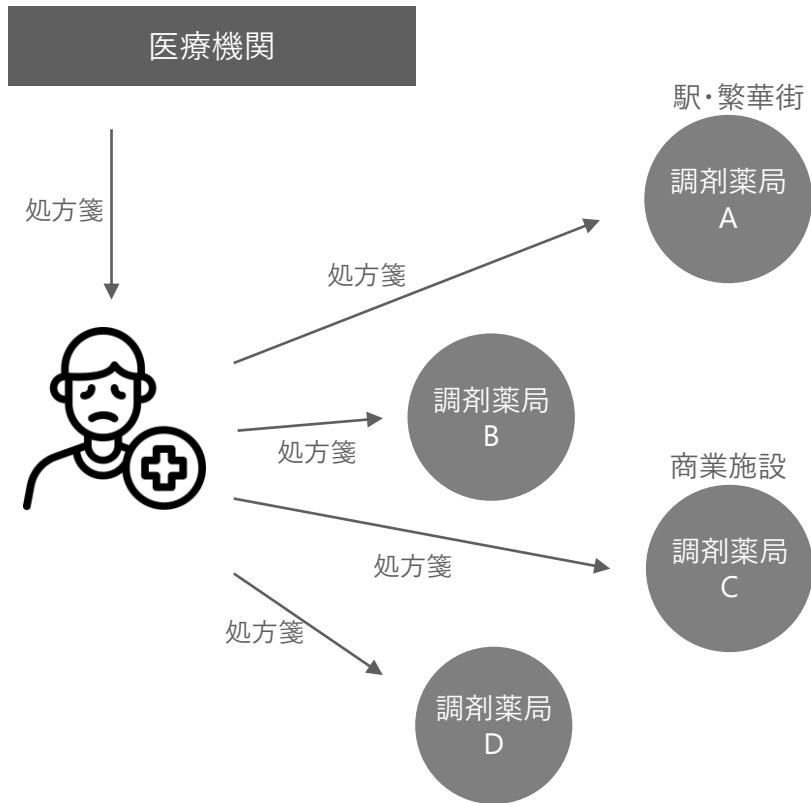 医療機関
処方箋
駅・繁華街
調剤薬局
A
処方箋
調剤薬局
B
処方箋
商業施設
調剤薬局
C
処方箋
処方箋
調剤薬局
D